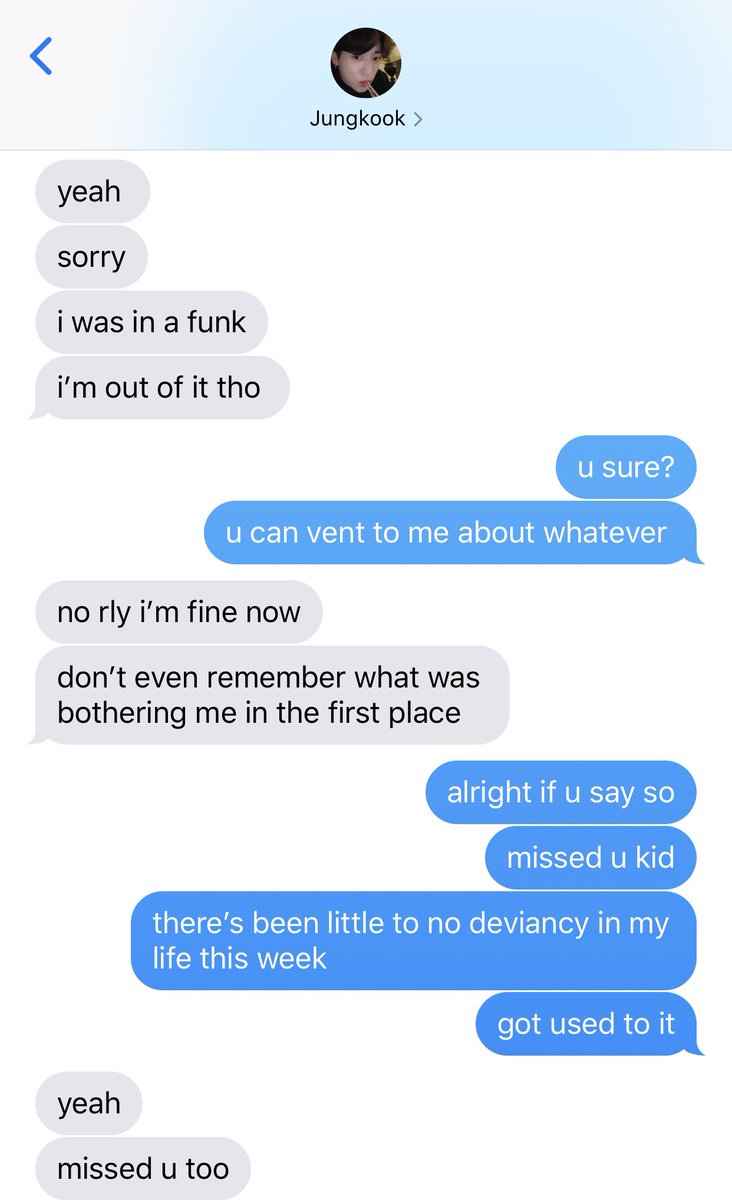 Jungkook
yeah
sorry
i was in a funk
i’m out of it tho
u sure?
u can vent to me about whatever
no rly i’m fine now
don’t even remember what was
bothering me in the first place
alright if u say so
missed u kid
there’s been little to no deviancy in my
life this week
got used to it
yeah
missed u too